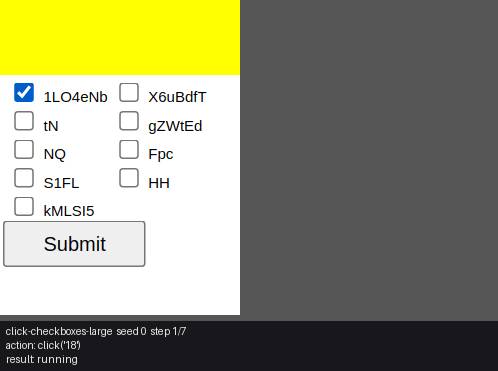 1LO4eNb X6uBdfT
tN gZWtEd
NQ Fpc
S1FL HH
kMLSI5
Submit
click-checkboxes-large seed 0 step 1/7
action: click('18')
result: running